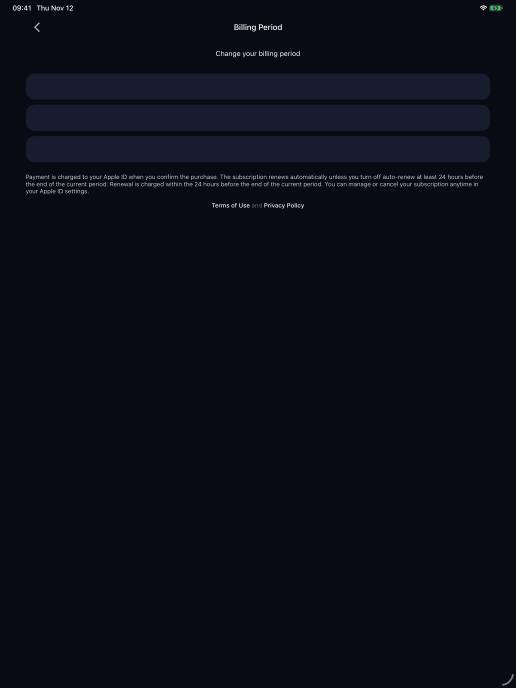 09:41 Thu Nov 12
Billing Period
Change your billing period
Payment is charged to your Apple ID when you confirm the purchase. The subscription renews automatically unless you turn off auto-renew at least 24 hours before
the end of the current period. Renewal is charged within the 24 hours before the end of the current period. You can manage or cancel your subscription anytime in
your Apple ID settings.
Terms of Use and Privacy Policy